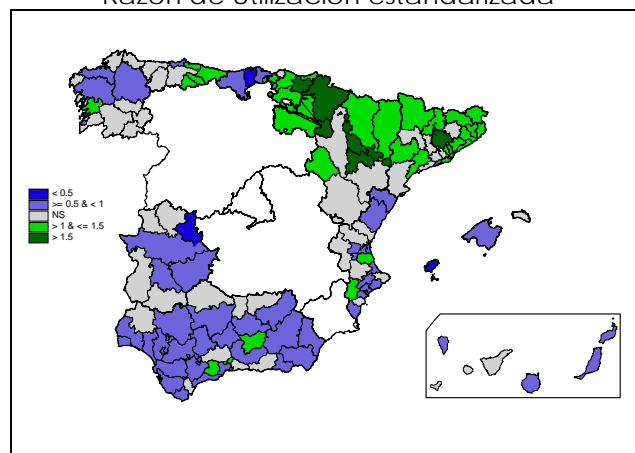 Razón de Utilización estandarizada
< 0.5
>= 0.5 & < 1
NS
> 1 & <= 1.5
> 1.5